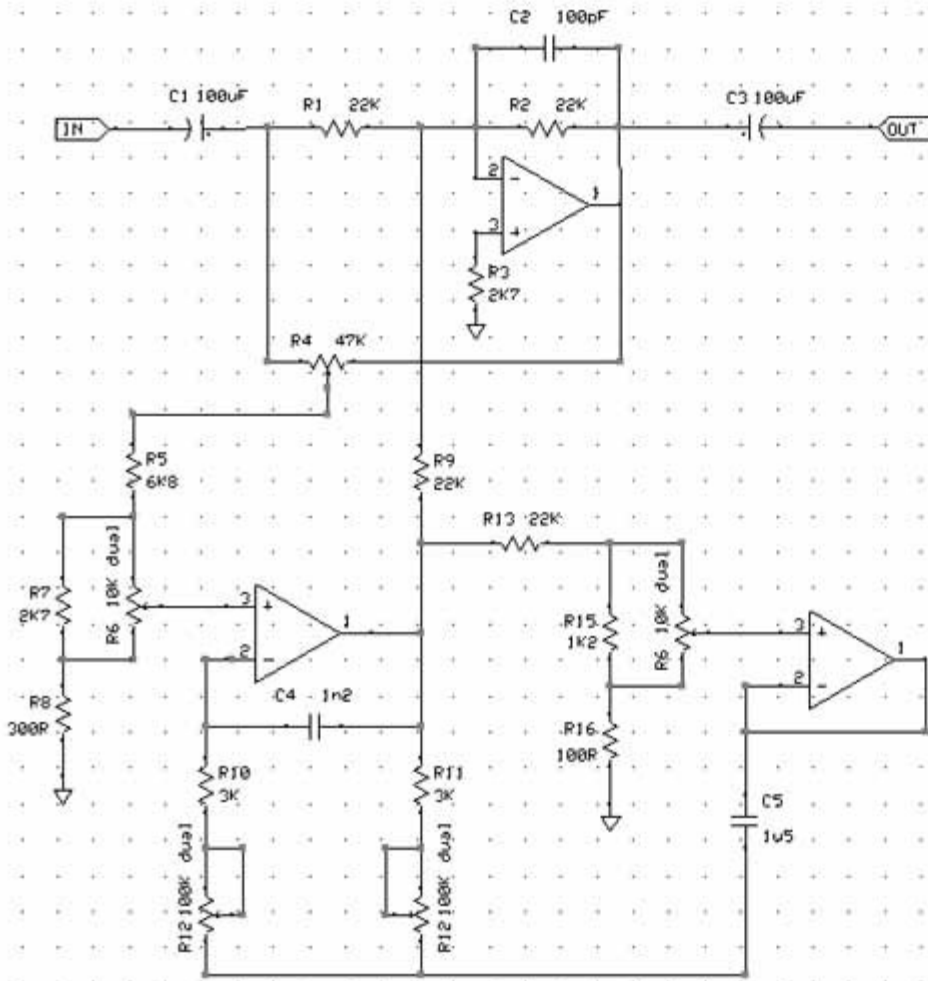 C2 100pF
C1 100uF
R1 22K
R2 22K
C3 100uF
IN
OUT
2
-
1
3
+
R3
2K7
R4 47K
R5
6K8
R9
22K
R13 22K
R7
2K7
R6 10K dual
3
+
1
2
-
R15
1K2
R6 10K dual
3
+
1
2
-
R8
300R
C4 1n2
R16
100R
R10
3K
R11
3K
C5
1u5
R12 100K dual
R12 100K dual